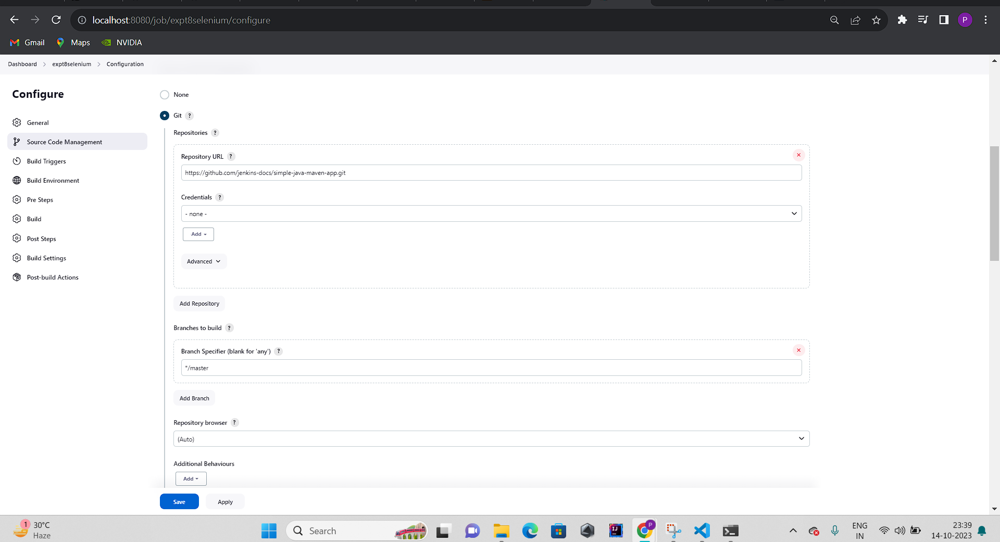 localhost:8080/job/expt8selenium/configure
P
Gmail
Maps
NVIDIA
Dashboard
expt8selenium
Configuration
Configure
General
Source Code Management
Build Triggers
Build Environment
Pre Steps
Build
Post Steps
Build Settings
Post-build Actions
None
Git ?
Repositories ?
Repository URL ?
https://github.com/jenkins-docs/simple-java-maven-app.git
Credentials ?
- none -
Add
Advanced
Add Repository
Branches to build ?
Branch Specifier (blank for 'any') ?
*/master
Add Branch
Repository browser ?
(Auto)
Additional Behaviours
Add
Save
Apply
1
30°C
Haze
Search
IJ
P
ENG
IN
23:39
14-10-2023